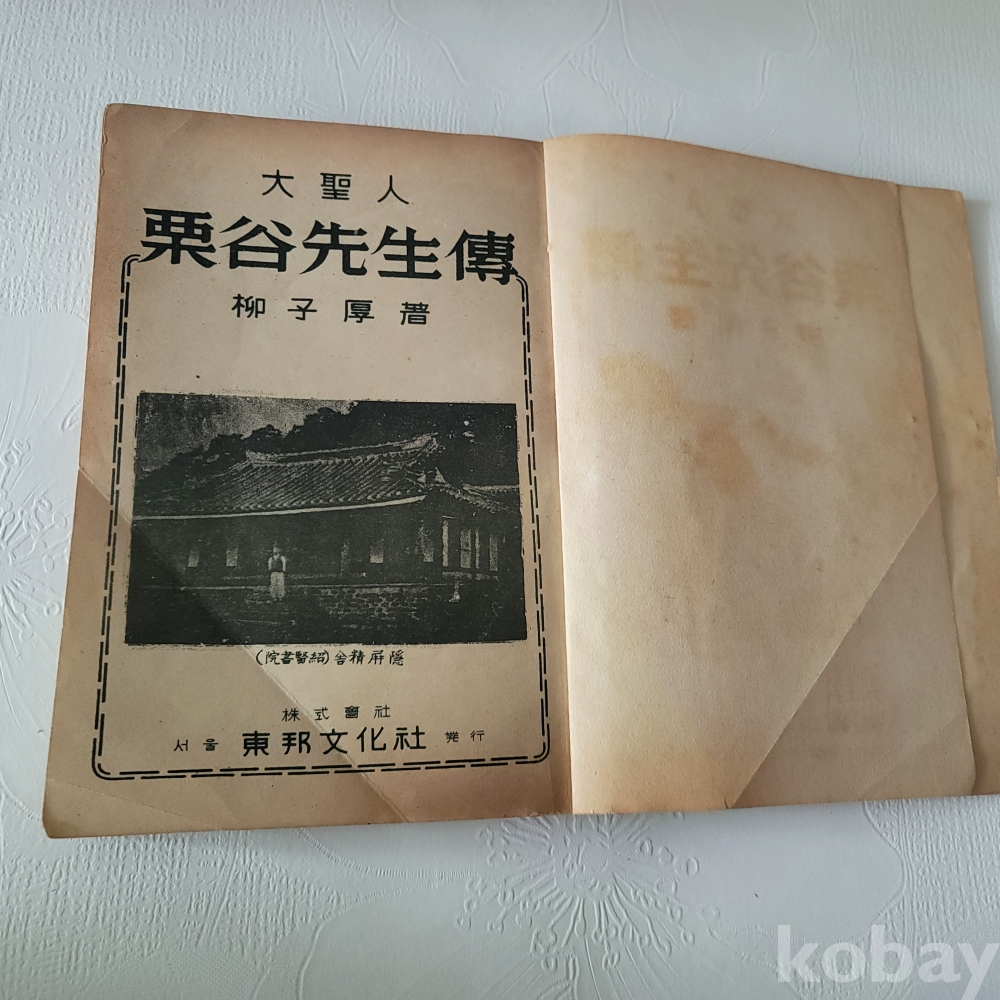 大聖人
栗谷先生傳
柳子厚著
(院書賢紹)舍精屛隱
株式會社
서울 東邦文化社 発行
kobay